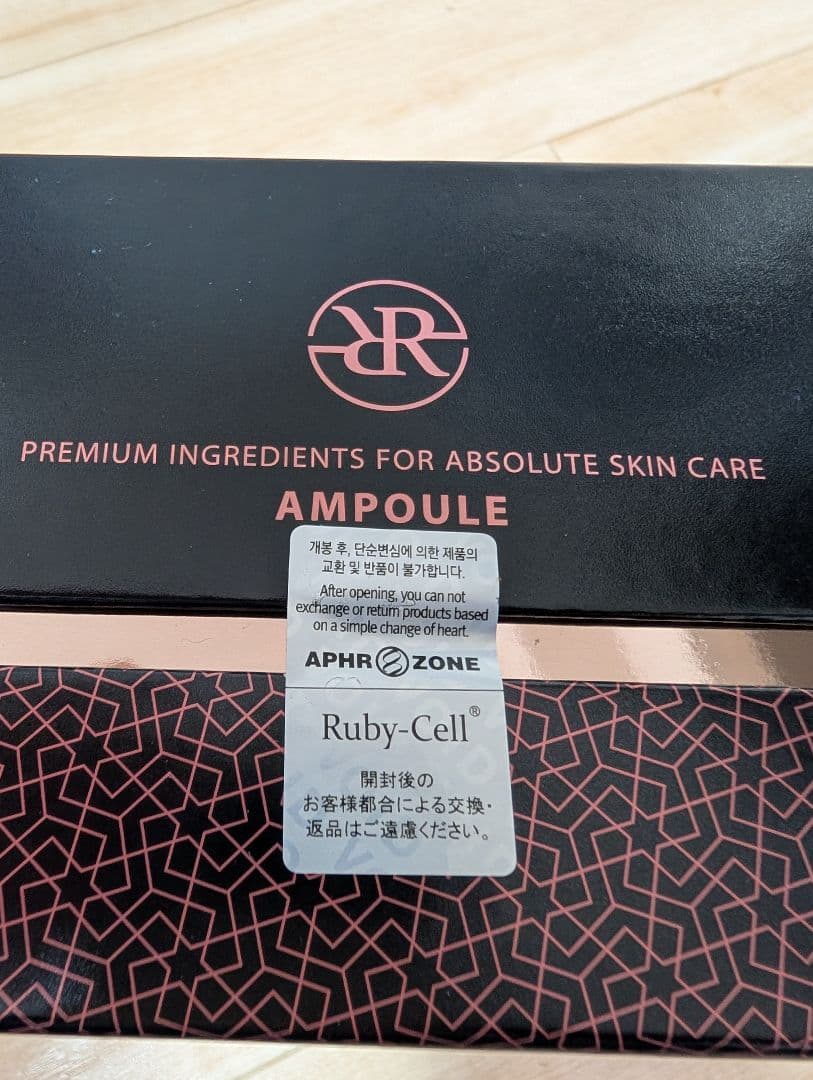 RR
PREMIUM INGREDIENTS FOR ABSOLUTE SKIN CARE
AMPOULE
개봉 후, 단순변심에 의한 제품의
교환 및 반품이 불가합니다.
After opening, you can not
exchange or return products based
on a simple change of heart.
APHR ZONE
Ruby-Cell®
開封後の
お客様都合による交換・
返品はご遠慮ください。